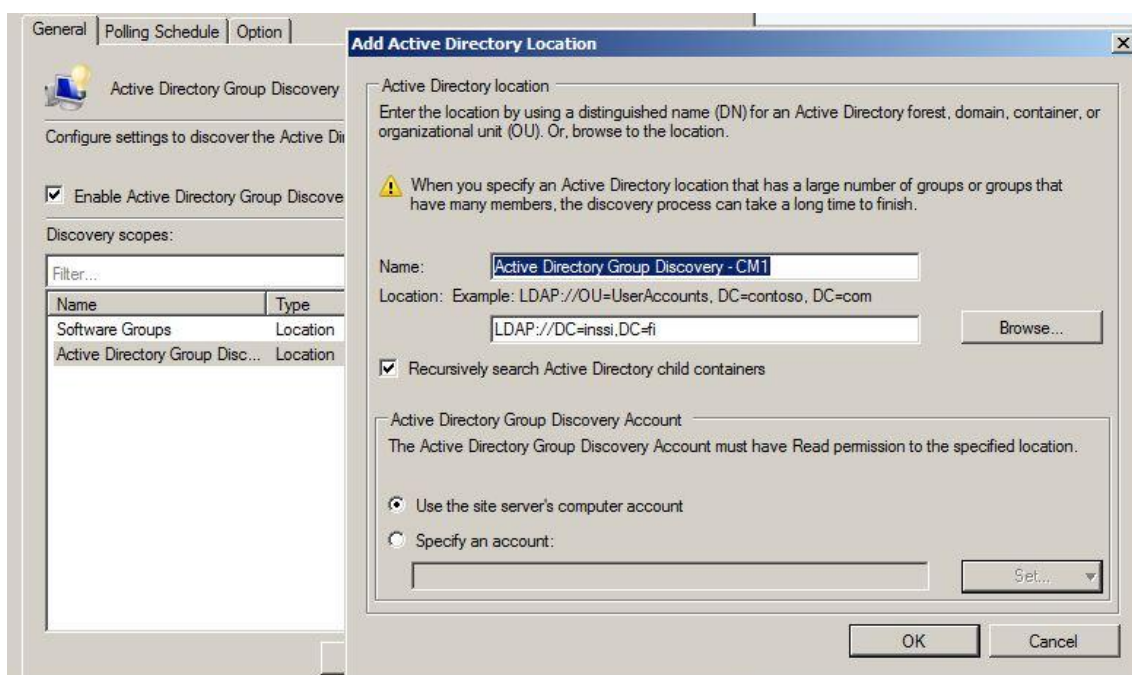 General
Polling Schedule
Option
Active Directory Group Discovery
Configure settings to discover the Active Di
Enable Active Directory Group Discove
Discovery scopes:
Filter...
Name
Type
Software Groups
Location
Active Directory Group Disc...
Location
Add Active Directory Location
Active Directory location
Enter the location by using a distinguished name (DN) for an Active Directory forest, domain, container, or
organizational unit (OU). Or, browse to the location.
When you specify an Active Directory location that has a large number of groups or groups that
have many members, the discovery process can take a long time to finish.
Name:
Active Directory Group Discovery - CM1
Location: Example: LDAP://OU=UserAccounts, DC=contoso, DC=com
LDAP://DC=inssi,DC=fi
Browse...
Recursively search Active Directory child containers
Active Directory Group Discovery Account
The Active Directory Group Discovery Account must have Read permission to the specified location.
Use the site server's computer account
Specify an account:
Set...
OK
Cancel